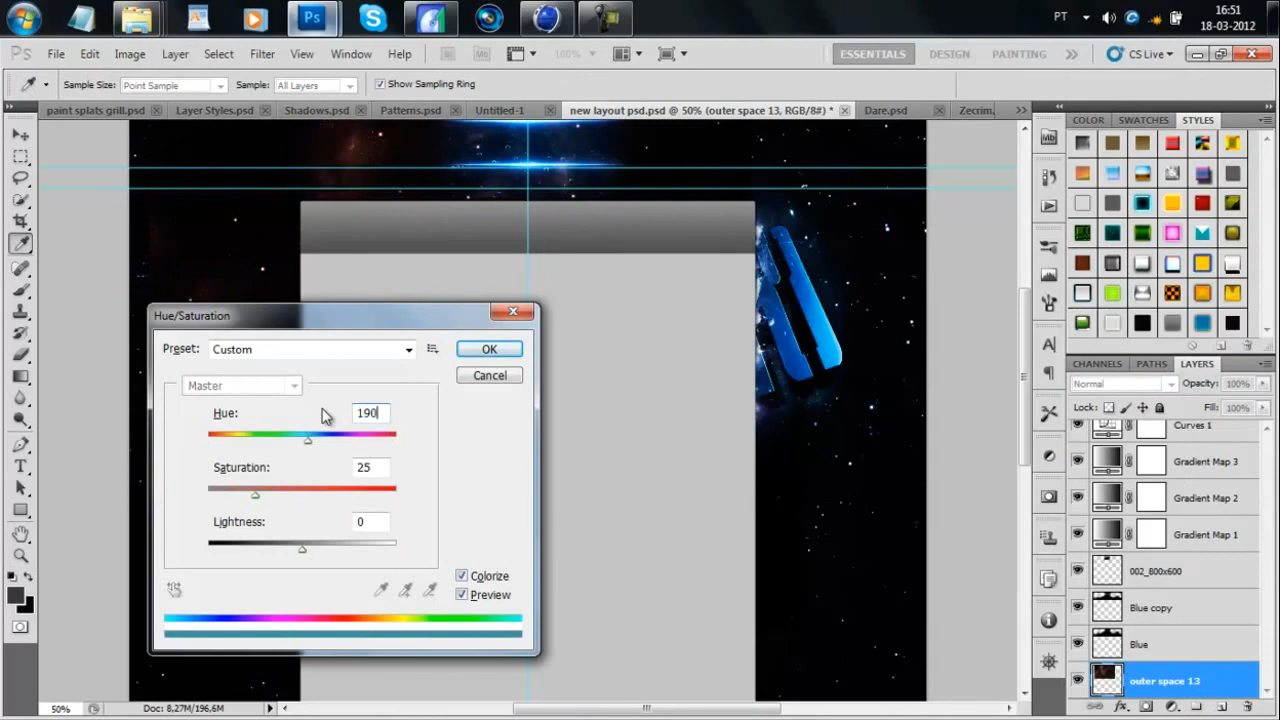 PT
16:51
18-03-2012
Ps
PS File Edit Image Layer Select Filter View Window Help
Mb
100%
ESSENTIALS DESIGN PAINTING
CS Live
Sample Size: Point Sample Sample: All Layers Show Sampling Ring
paint splats grill.psd Layer Styles.psd Shadows.psd Patterns.psd Untitled-1 new layout psd.psd @ 50% (outer space 13, RGB/8#) * Dare.psd Zecrim.
COLOR SWATCHES STYLES
Mb
Hue/Saturation
Preset: Custom
OK
Cancel
Master
Hue: 190
Saturation: 25
Lightness: 0
Colorize
Preview
CHANNELS PATHS LAYERS
Normal Opacity: 100%
Lock: Fill: 100%
Curves 1
Gradient Map 3
Gradient Map 2
Gradient Map 1
002_800x600
Blue copy
Blue
outer space 13
50% Doc: 8,27M/196,6M